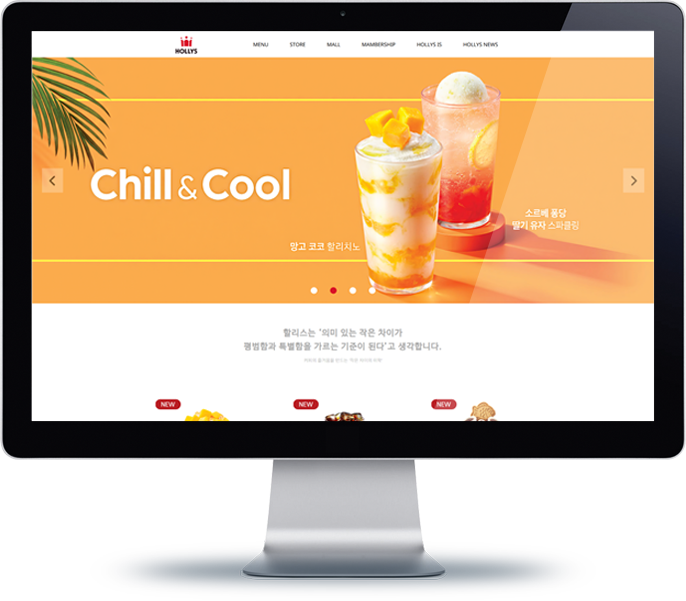 HOLLYS
MENU
STORE
MALL
MAMBERSHIP
HOLLYS IS
HOLLYS NEWS
Chill & Cool
소르베 퐁당
딸기 유자 스파클링
망고 코코 할리치노
할리스는 '의미 있는 작은 차이가
평범함과 특별함을 가르는 기준이 된다'고 생각합니다.
NEW
NEW
NEW